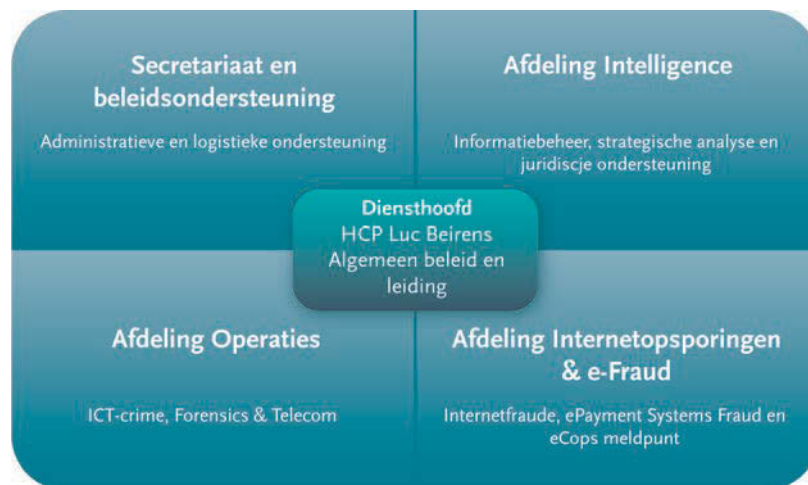 Secretariaat en
beleidsondersteuning
Administratieve en logistieke ondersteuning
Afdeling Intelligence
Informatiebeheer, strategische analyse en
juridiscje ondersteuning
Diensthoofd
HCP Luc Beirens
Algemeen beleid en
leiding
Afdeling Operaties
ICT-crime, Forensics & Telecom
Afdeling Internetopsporingen
& e-Fraud
Internetfraude, ePayment Systems Fraud en
eCops meldpunt